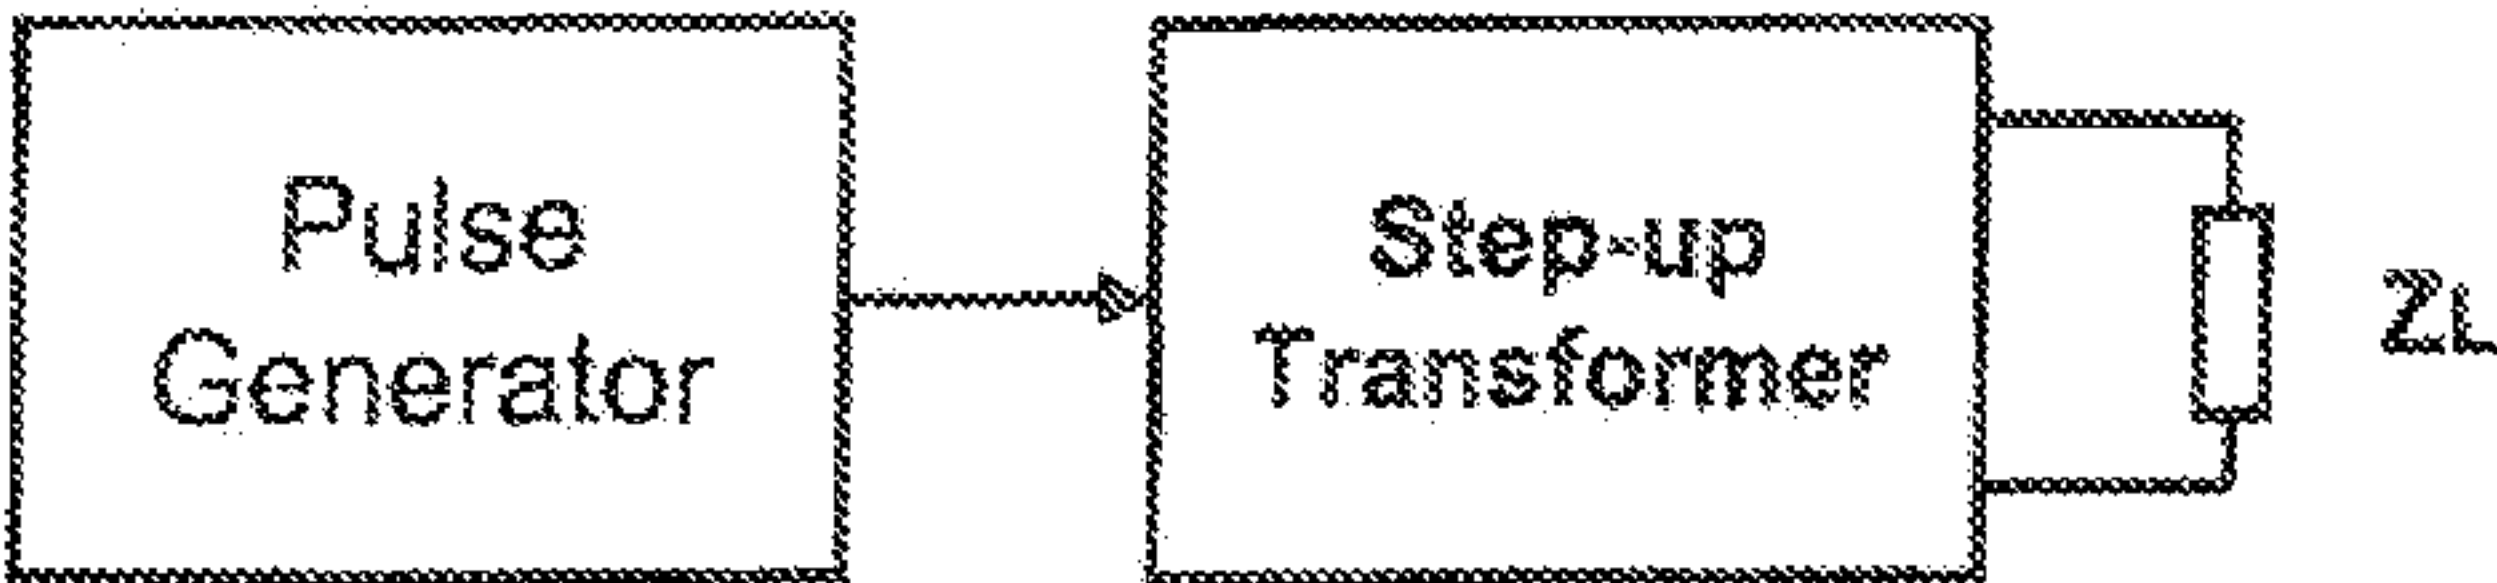 Pulse
Generator
Step-up
Transformer
ZL